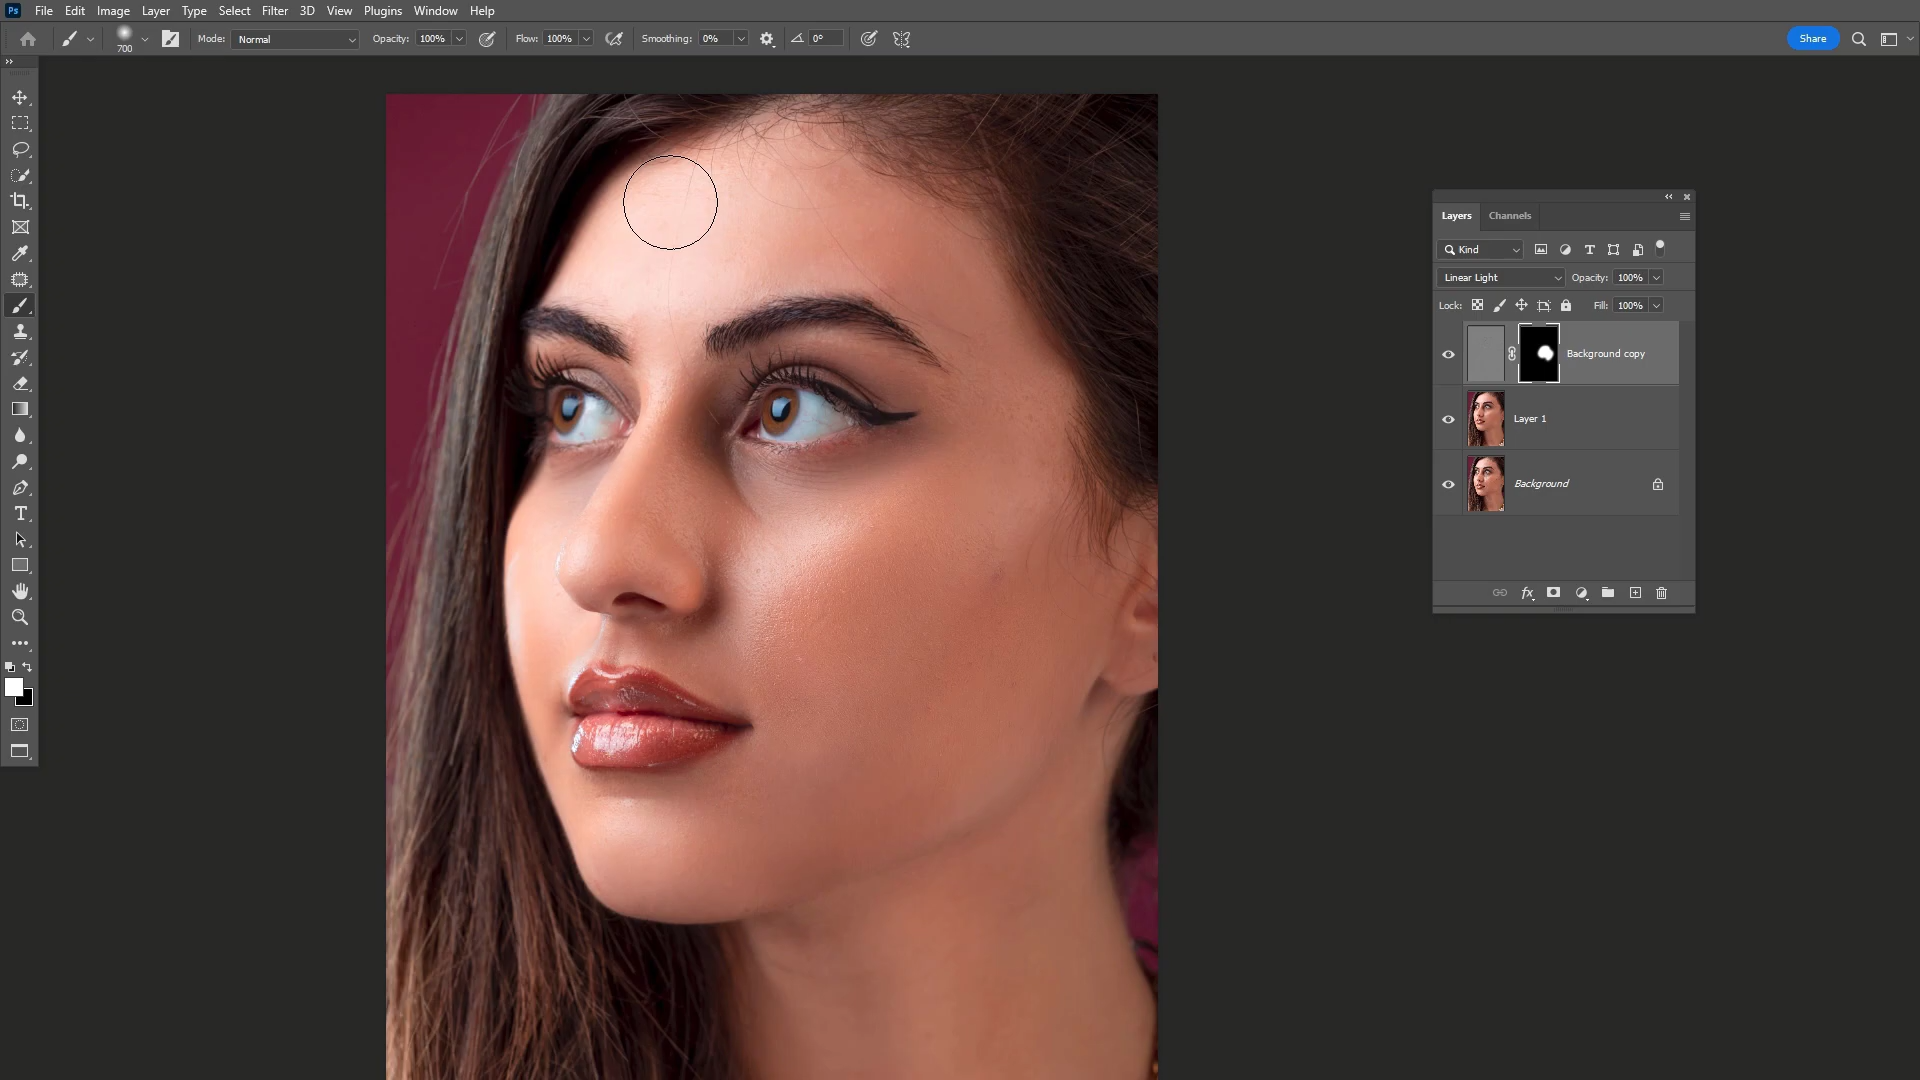 Ps File Edit Image Layer Type Select Filter 3D View Plugins Window Help
700 Mode: Normal Opacity: 100% Flow: 100% Smoothing: 0% 0° Share
Layers Channels
Kind
Linear Light Opacity: 100%
Lock: Fill: 100%
Background copy
Layer 1
Background
fx